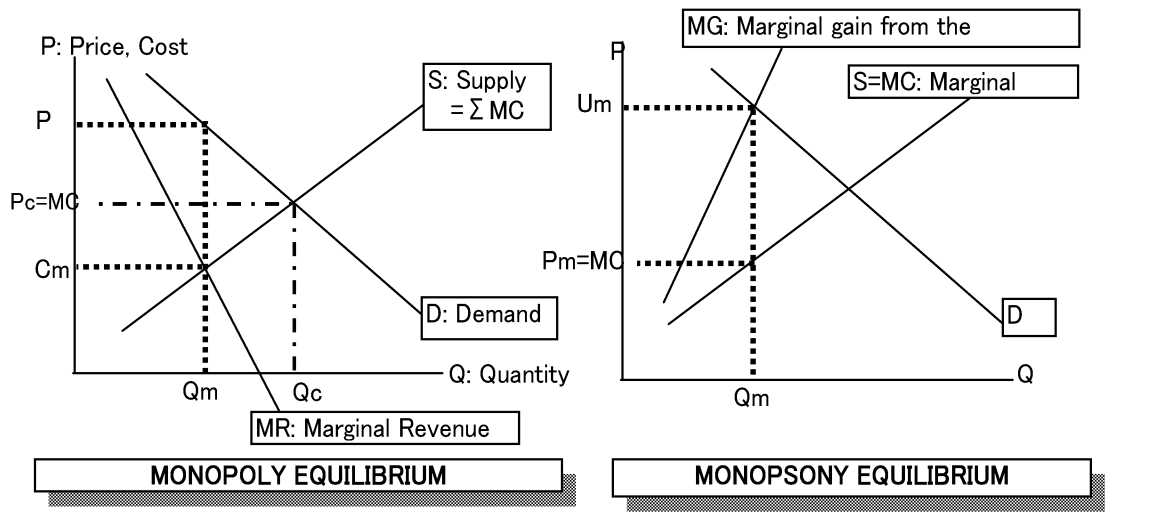 P: Price, Cost
S: Supply
=∑ MC
P
Pc=MC
Cm
D: Demand
Q: Quantity
Qm
Qc
MR: Marginal Revenue
MONOPOLY EQUILIBRIUM
MG: Marginal gain from the
P
S=MC: Marginal
Um
Pm=MC
D
Q
Qm
MONOPSONY EQUILIBRIUM